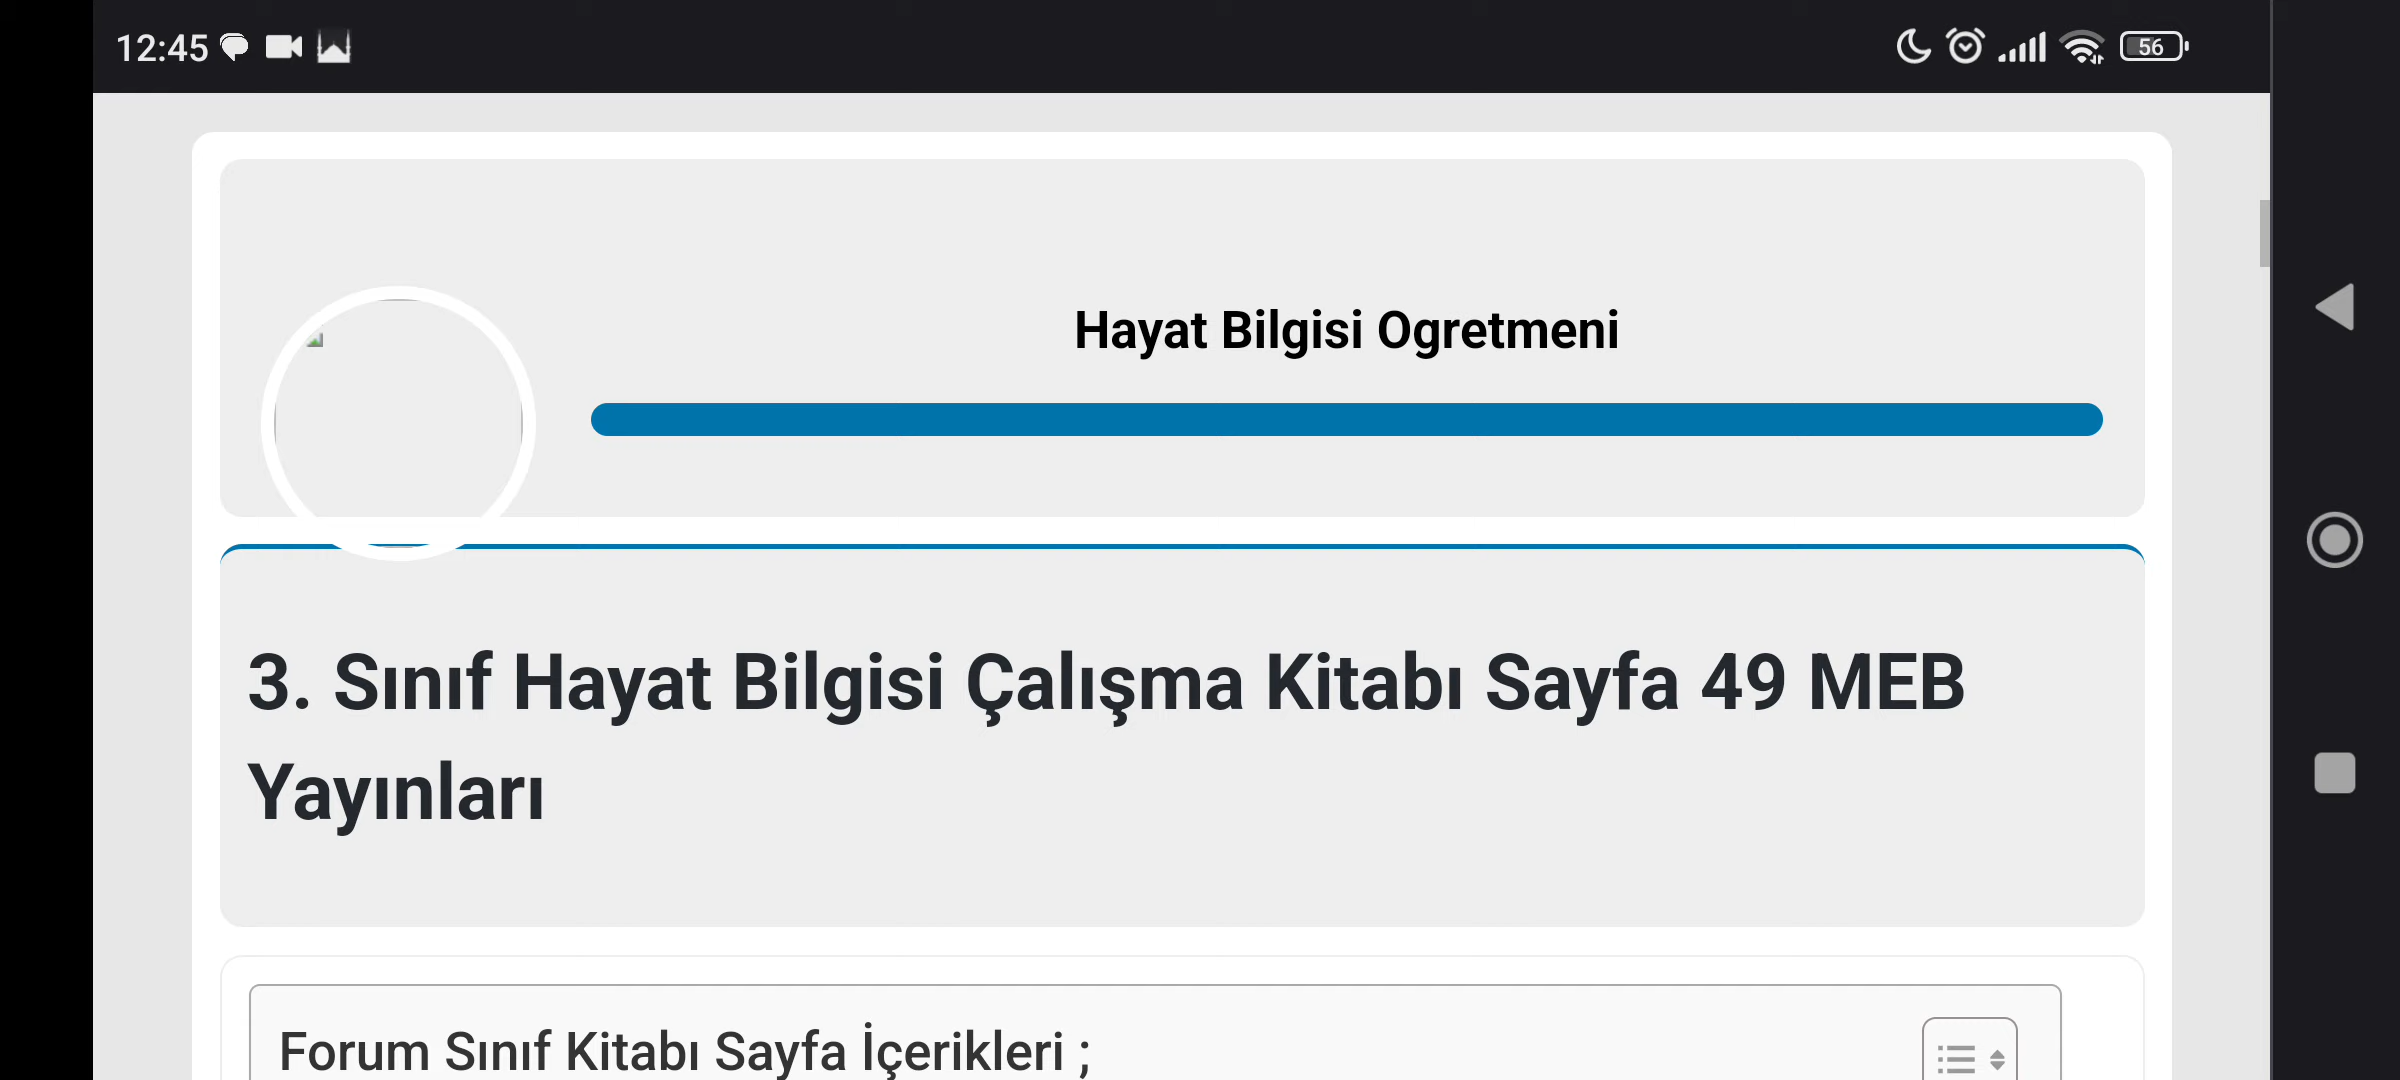 12:45
56
Hayat Bilgisi Ogretmeni
3. Sınıf Hayat Bilgisi Çalışma Kitabı Sayfa 49 MEB
Yayınları
Forum Sınıf Kitabı Sayfa İçerikleri ;